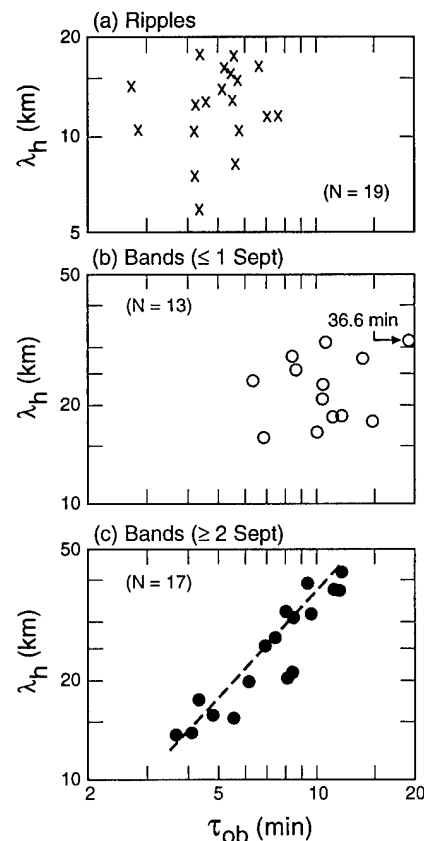 (a) Ripples
20
10
5
λh (km)
(N = 19)
(b) Bands (≤ 1 Sept)
50
20
10
λh (km)
(N = 13)
36.6 min
(c) Bands (≥ 2 Sept)
50
20
10
λh (km)
(N = 17)
2 5 10 20
τob (min)